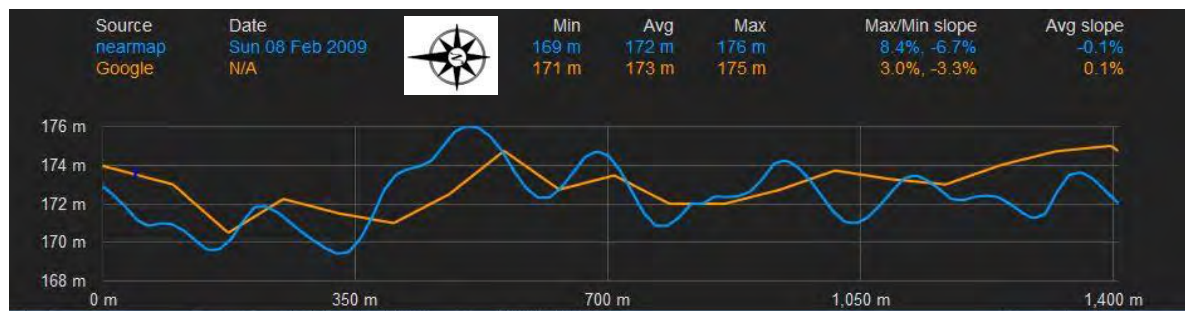 Source Date Min Avg Max Max/Min slope Avg slope
nearmap Sun 08 Feb 2009 169 m 172 m 176 m 8.4%, -6.7% -0.1%
Google N/A 171 m 173 m 175 m 3.0%, -3.3% 0.1%
N
176 m
174 m
172 m
170 m
168 m
0 m 350 m 700 m 1,050 m 1,400 m